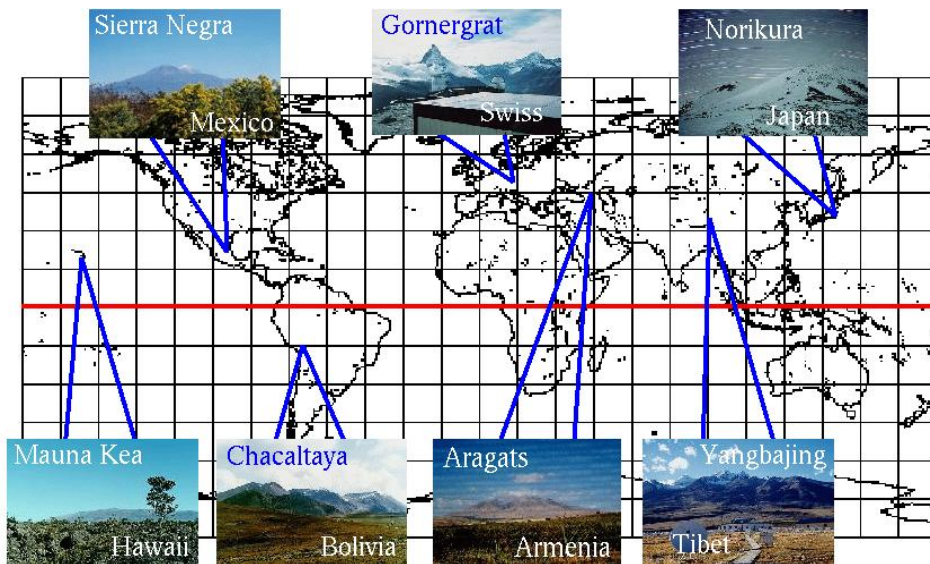 Sierra Negra
Mexico
Gornergrat
Swiss
Norikura
Japan
Mauna Kea
Hawaii
Chacaltaya
Bolivia
Aragats
Armenia
Yangbajing
Tibet